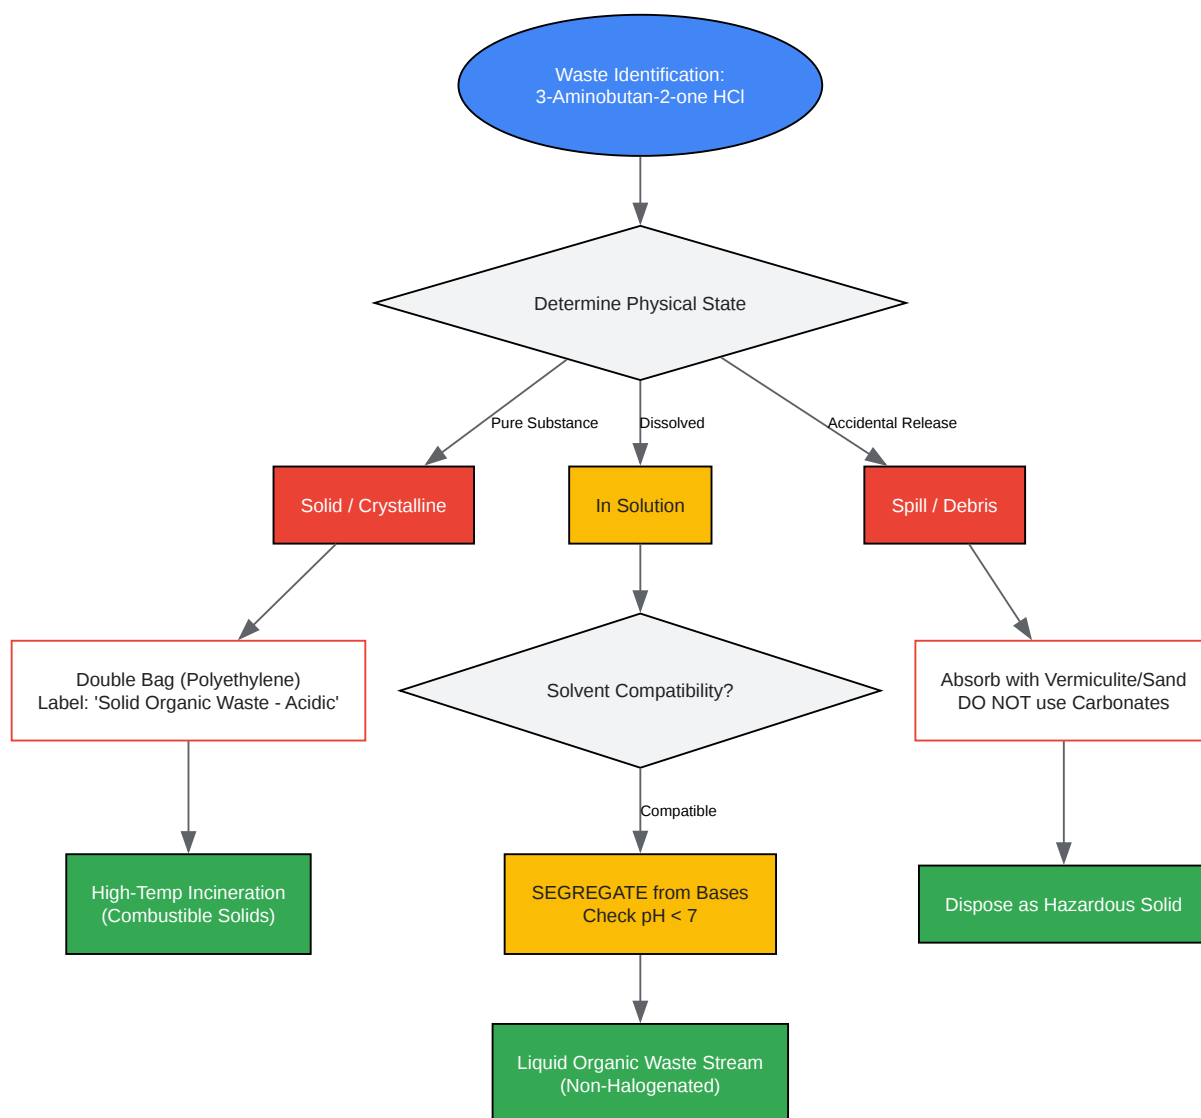 Waste Identification:
3-Aminobutan-2-one HCl
Determine Physical State
Pure Substance
Dissolved
Accidental Release
Solid / Crystalline
In Solution
Spill / Debris
Double Bag (Polyethylene)
Label: 'Solid Organic Waste - Acidic'
Solvent Compatibility?
Absorb with Vermiculite/Sand
DO NOT use Carbonates
Compatible
High-Temp Incineration
(Combustible Solids)
SEGREGATE from Bases
Check pH < 7
Dispose as Hazardous Solid
Liquid Organic Waste Stream
(Non-Halogenated)